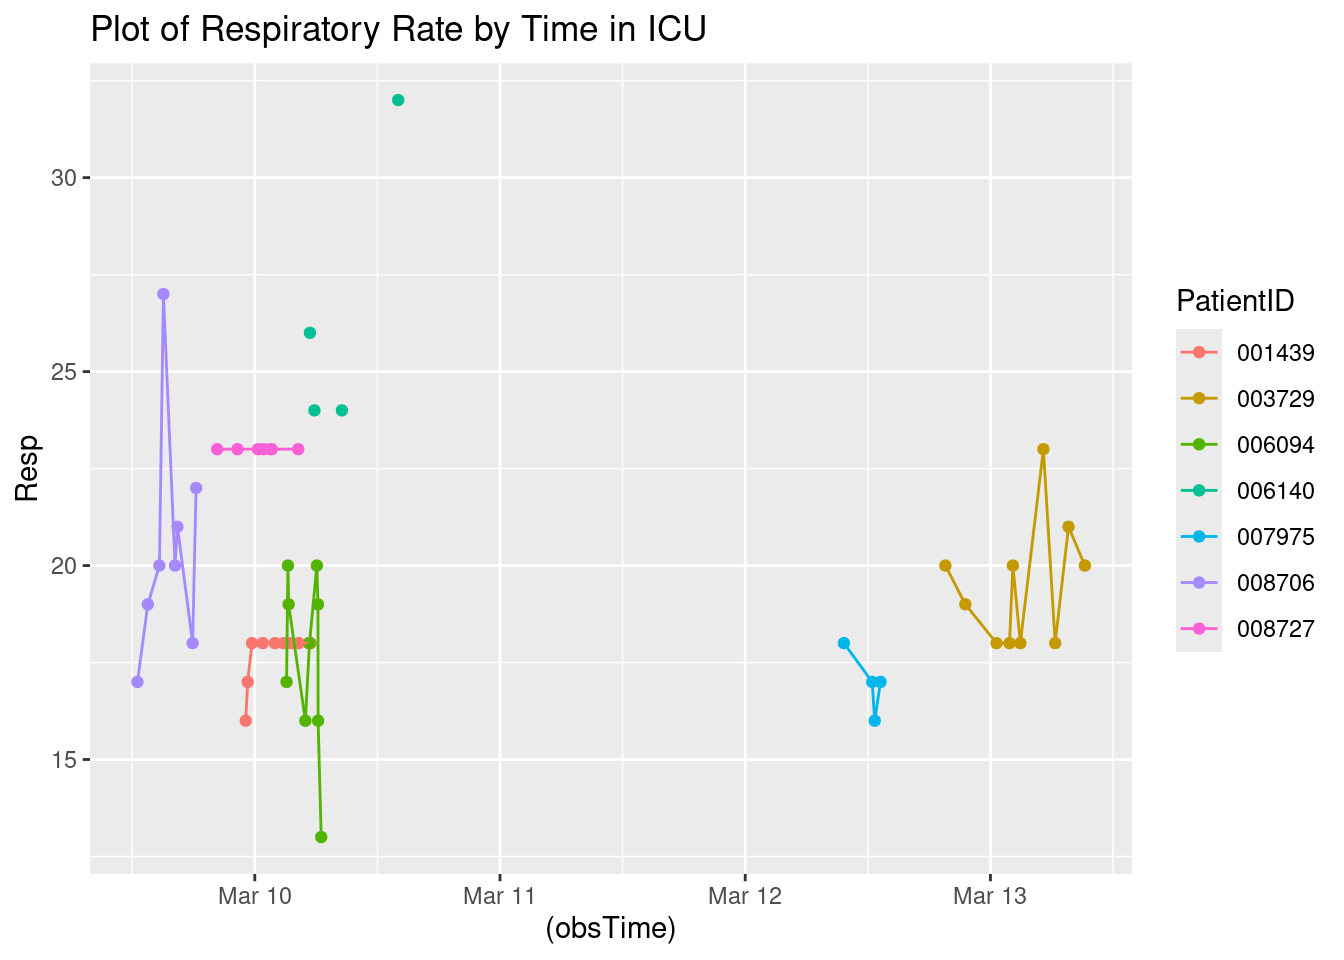 Plot of Respiratory Rate by Time in ICU
Resp
30
25
20
15
Mar 10
Mar 11
Mar 12
Mar 13
(obsTime)
PatientID
001439
003729
006094
006140
007975
008706
008727